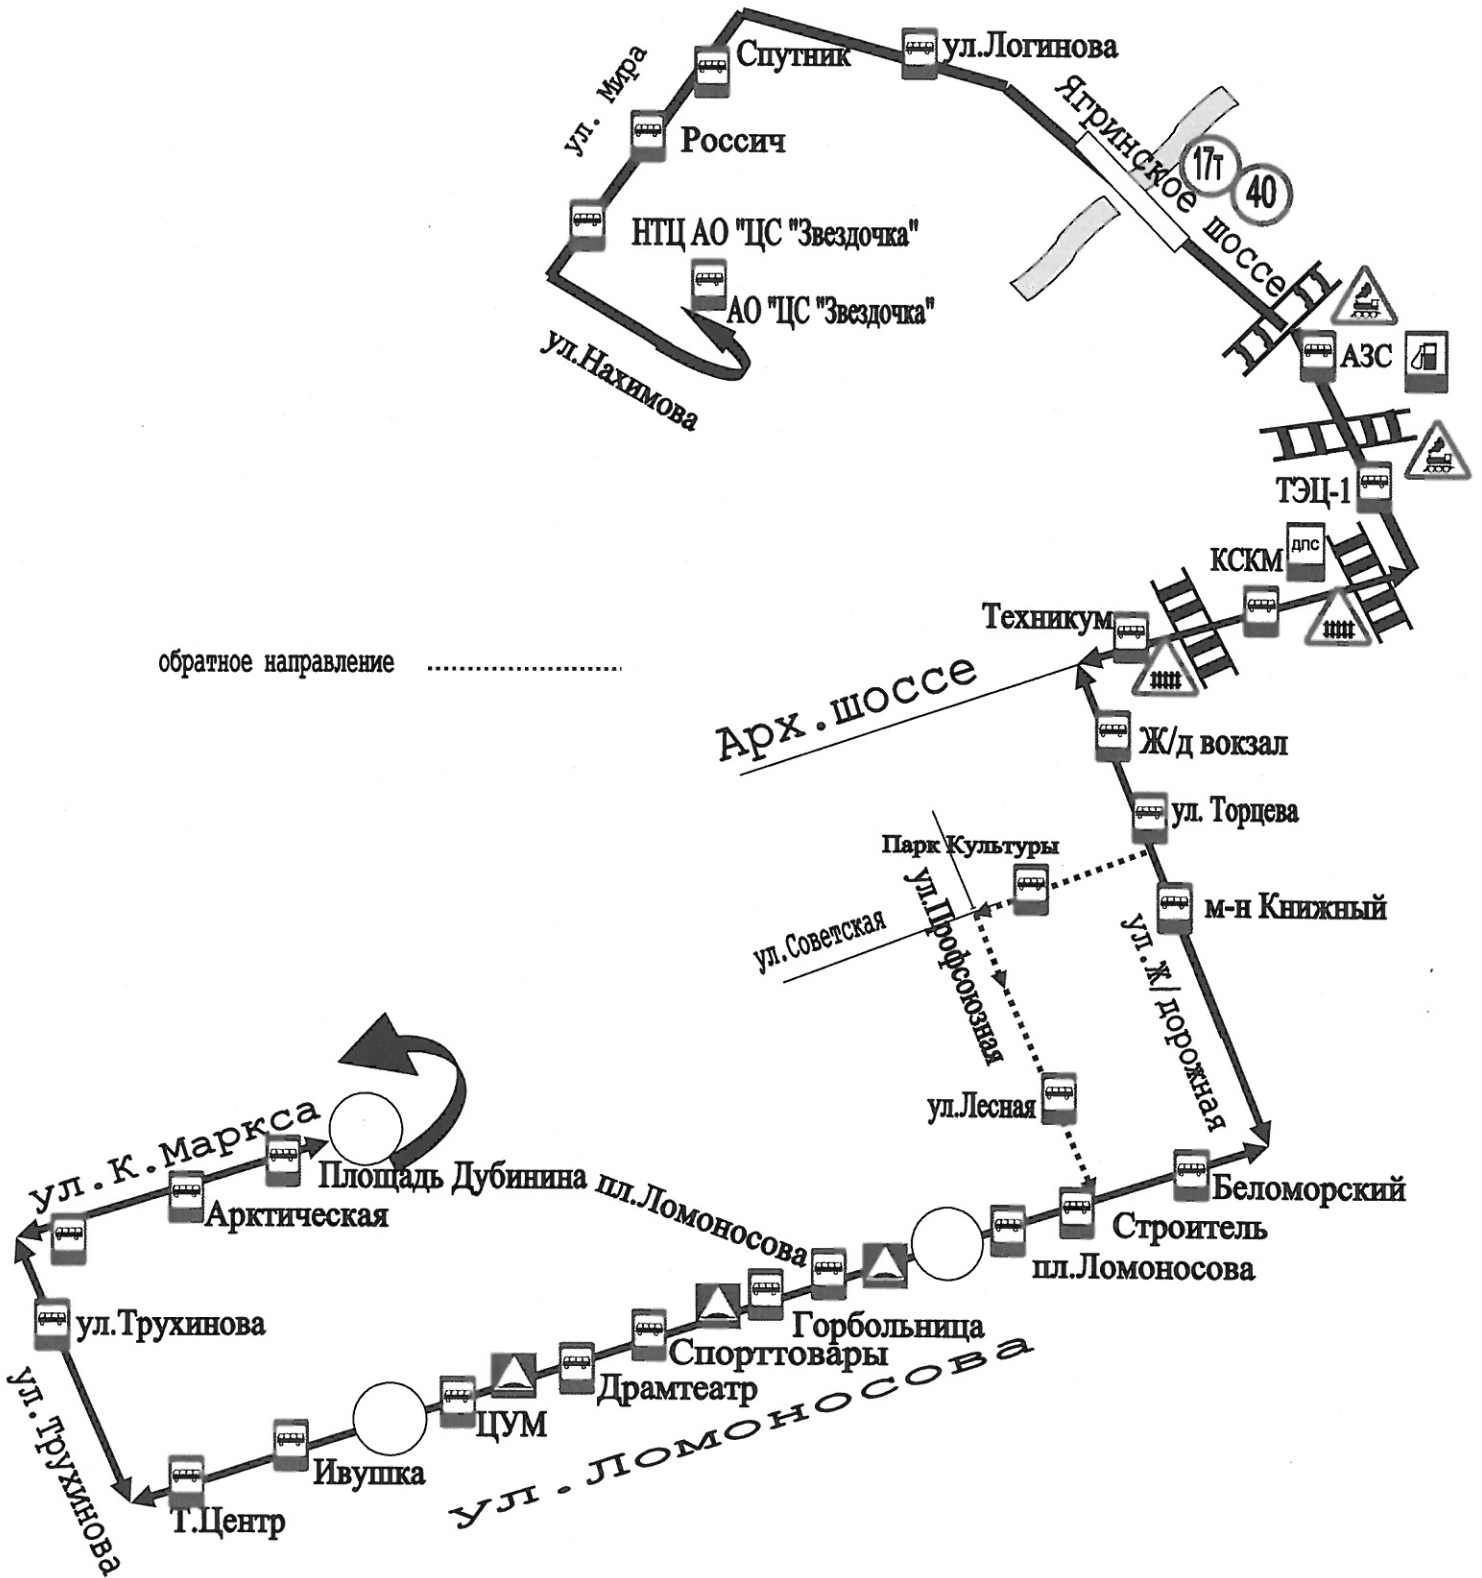 Спутник
ул.Логинова
ул. Мира
Россич
Ягринское шоссе
17т
40
НТЦ АО "ЦС "Звездочка"
АО "ЦС "Звездочка"
ул.Нахимова
АЗС
ТЭЦ-1
ДПС
КСКМ
Техникум
обратное направление
Арх.шоссе
Ж/д вокзал
ул. Торцева
Парк Культуры
м-н Книжный
ул.Советская
ул.Профсоюзная
ул.Ж/дорожная
ул.Лесная
ул.К.Маркса
Площадь Дубинина
пл.Ломоносова
Беломорский
Арктическая
Строитель
пл.Ломоносова
ул.Трухинова
Горбольница
Спорттовары
Драмтеатр
ЦУМ
ул.Ломоносова
ул.Трухинова
Ивушка
Т.Центр